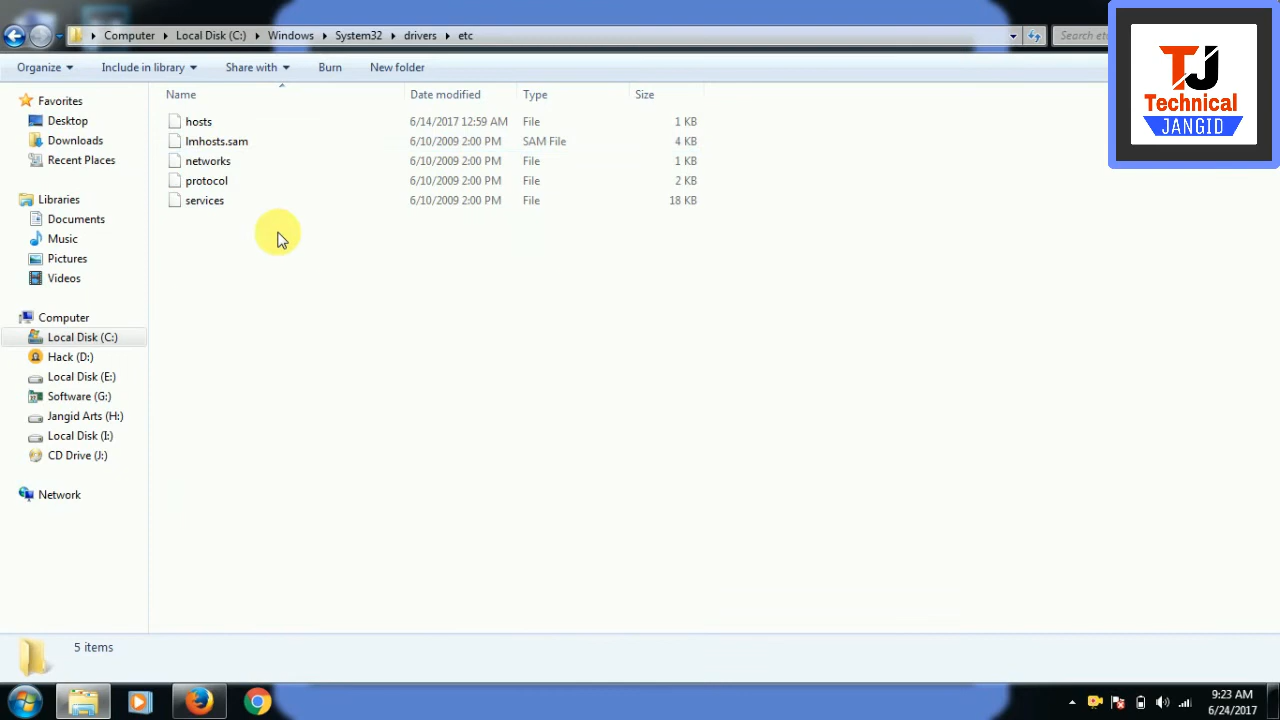 Computer Local Disk (C:) Windows System32 drivers etc Search etc
Organize Include in library Share with Burn New folder
Name Date modified Type Size
Favorites
Desktop
Downloads
Recent Places
Libraries
Documents
Music
Pictures
Videos
Computer
Local Disk (C:)
Hack (D:)
Local Disk (E:)
Software (G:)
Jangid Arts (H:)
Local Disk (I:)
CD Drive (J:)
Network
hosts 6/14/2017 12:59 AM File 1 KB
lmhosts.sam 6/10/2009 2:00 PM SAM File 4 KB
networks 6/10/2009 2:00 PM File 1 KB
protocol 6/10/2009 2:00 PM File 2 KB
services 6/10/2009 2:00 PM File 18 KB
TJ
Technical
JANGID
5 items
9:23 AM
6/24/2017